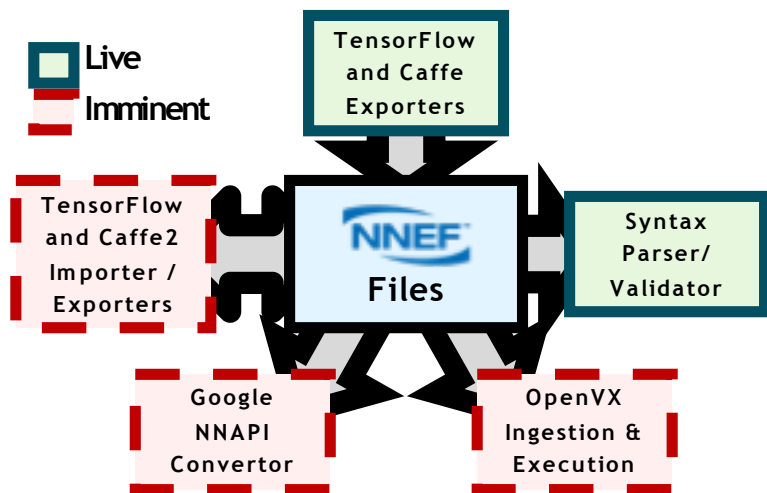 Live
Imminent
TensorFlow
and Caffe
Exporters
TensorFlow
and Caffe2
Importer /
Exporters
NNEF
Files
Syntax
Parser/
Validator
Google
NNAPI
Convertor
OpenVX
Ingestion &
Execution